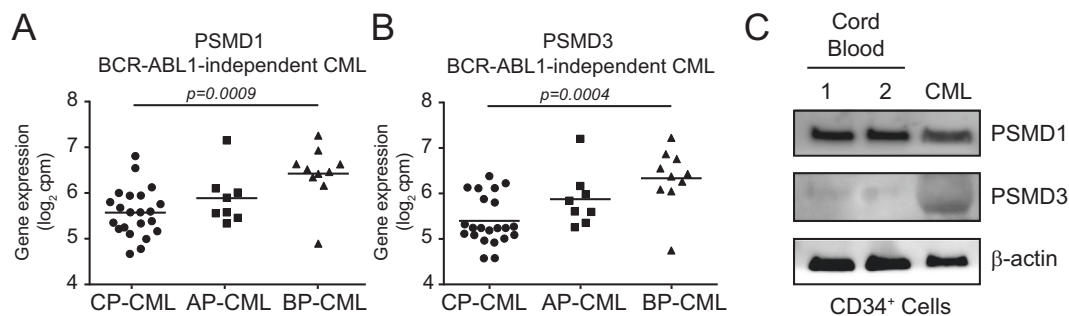 A
PSMD1
BCR-ABL1-independent CML
p=0.0009
Gene expression
(log2 cpm)
8
7
6
5
4
CP-CML AP-CML BP-CML
B
PSMD3
BCR-ABL1-independent CML
p=0.0004
Gene expression
(log2 cpm)
8
7
6
5
4
CP-CML AP-CML BP-CML
C
Cord
Blood
1 2 CML
PSMD1
PSMD3
β-actin
CD34+ Cells